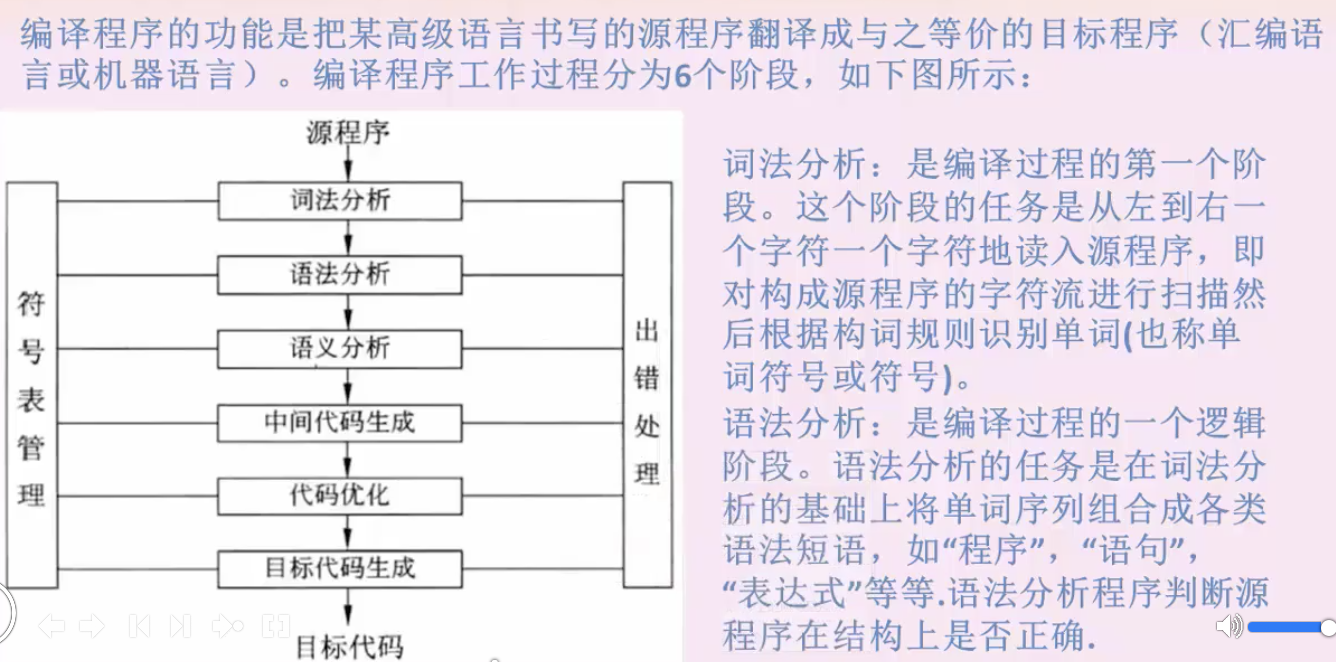 编译程序的功能是把某高级语言书写的源程序翻译成与之等价的目标程序（汇编语
言或机器语言）。编译程序工作过程分为6个阶段，如下图所示：
源程序
词法分析
语法分析
语义分析
中间代码生成
代码优化
目标代码生成
目标代码
符号表管理
出错处理
词法分析：是编译过程的第一个阶
段。这个阶段的任务是从左到右一
个字符一个字符地读入源程序，即
对构成源程序的字符流进行扫描然
后根据构词规则识别单词(也称单
词符号或符号)。
语法分析：是编译过程的一个逻辑
阶段。语法分析的任务是在词法分
析的基础上将单词序列组合成各类
语法短语，如“程序”，“语句”，
“表达式”等等.语法分析程序判断源
程序在结构上是否正确.